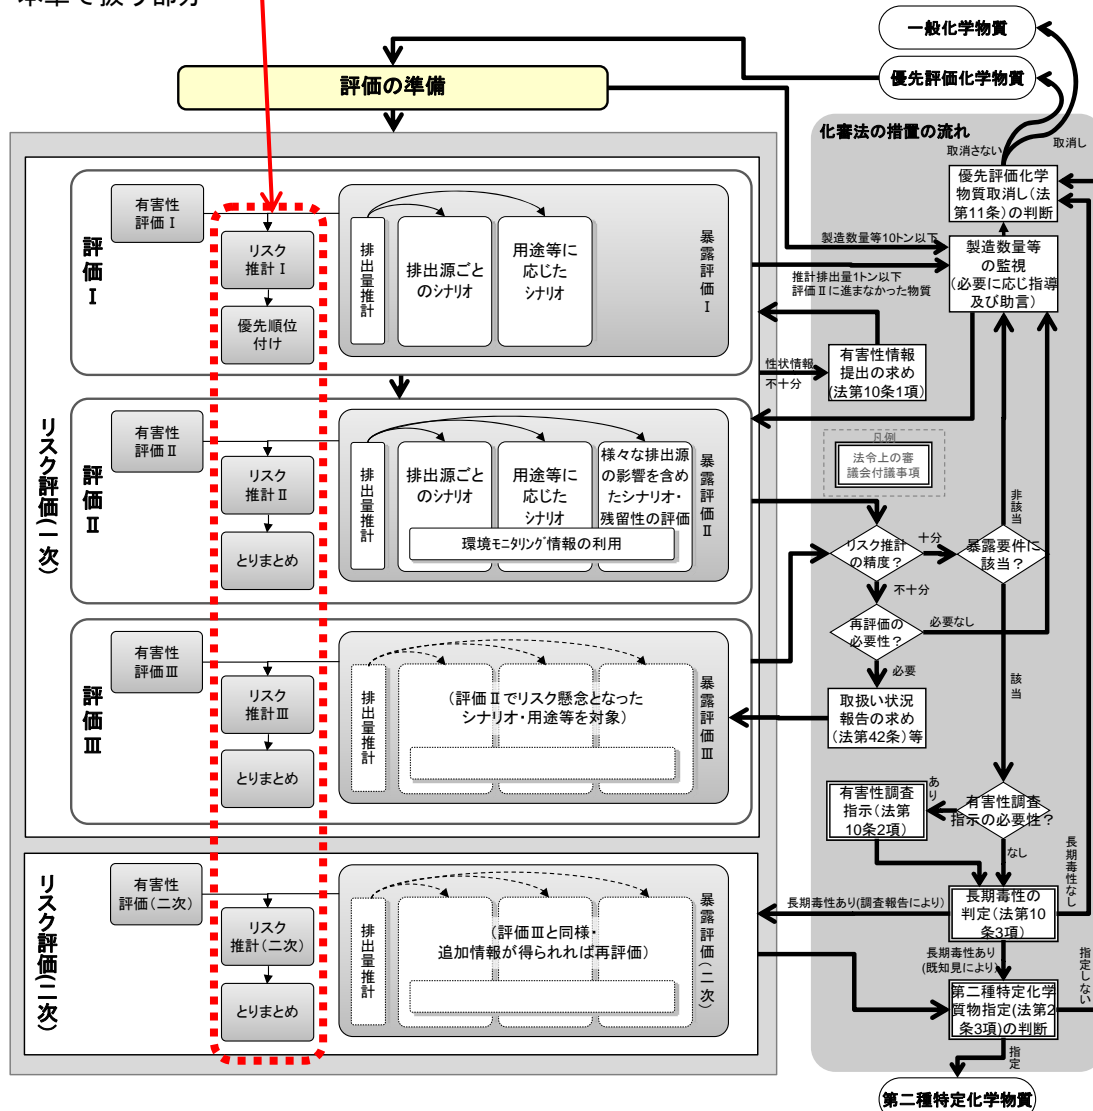 本章で扱う部分
一般化学物質
優先評価化学物質
評価の準備
化審法の措置の流れ
取消さない
取消し
優先評価化学
物質取消し(法
第11条)の判断
製造数量等10トン以下
製造数量等
の監視
(必要に応じ指導
及び助言)
推計排出量1トン以下
評価Ⅱに進まなかった物質
性状情報
不十分
有害性情報
提出の求め
(法第10条1項)
凡例
法令上の審
議会付議事項
リスク推計
の精度?
十分
暴露要件に
該当?
非該当
不十分
再評価の
必要性?
必要なし
必要
該当
取扱い状況
報告の求め
(法第42条)等
有害性調査
指示(法第
10条2項)
あり
有害性調査
指示の必要性?
なし
長期毒性なし
長期毒性あり(調査報告により)
長期毒性の
判定(法第10
条3項)
長期毒性あり
(既知見により)
指定しない
第二種特定化学
物質指定(法第2
条3項)の判断
指定
第二種特定化学物質
リスク評価(一次)
評価Ⅰ
有害性
評価Ⅰ
リスク
推計Ⅰ
優先順位
付け
排出量推計
排出源ごと
のシナリオ
用途等に
応じた
シナリオ
暴露評価Ⅰ
評価Ⅱ
有害性
評価Ⅱ
リスク
推計Ⅱ
とりまとめ
排出量推計
排出源ごと
のシナリオ
用途等に
応じた
シナリオ
様々な排出源
の影響を含め
たシナリオ・
残留性の評価
環境モニタリング情報の利用
暴露評価Ⅱ
評価Ⅲ
有害性
評価Ⅲ
リスク
推計Ⅲ
とりまとめ
排出量推計
(評価Ⅱでリスク懸念となった
シナリオ・用途等を対象)
暴露評価Ⅲ
リスク評価(二次)
有害性
評価(二次)
リスク
推計(二次)
とりまとめ
排出量推計
(評価Ⅲと同様・
追加情報が得られれば再評価)
暴露評価(二次)